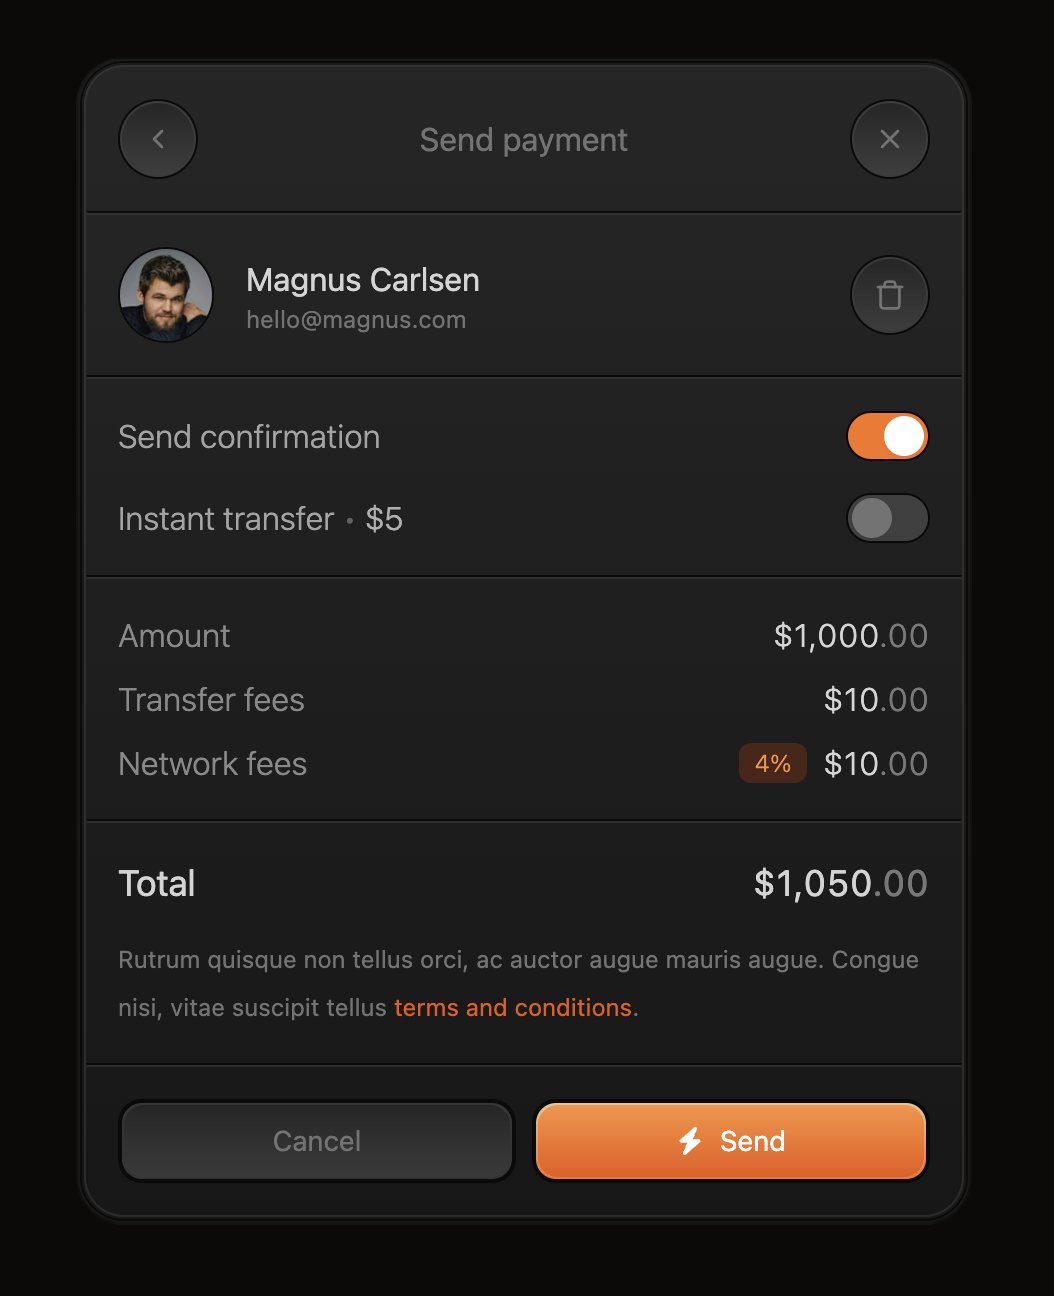 Send payment
Magnus Carlsen
hello@magnus.com
Send confirmation
Instant transfer • $5
Amount $1,000.00
Transfer fees $10.00
Network fees 4% $10.00
Total $1,050.00
Rutrum quisque non tellus orci, ac auctor augue mauris augue. Congue
nisi, vitae suscipit tellus terms and conditions.
Cancel Send